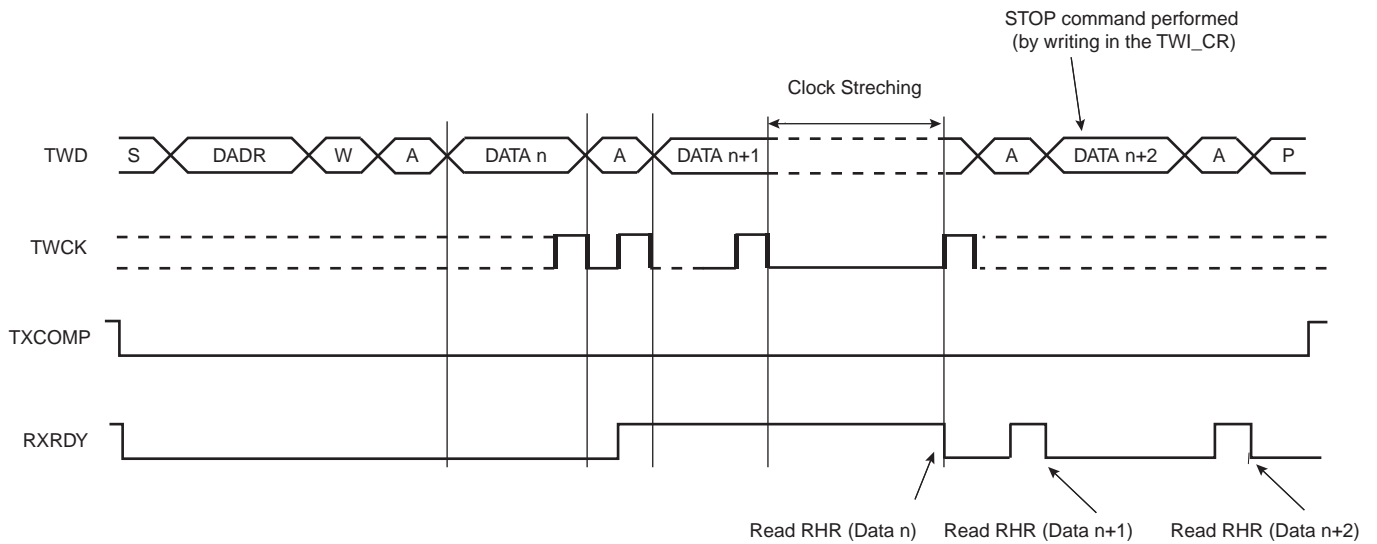 STOP command performed
(by writing in the TWI_CR)
Clock Streching
TWD S DADR W A DATA n A DATA n+1 A DATA n+2 A P
TWCK
TXCOMP
RXRDY
Read RHR (Data n) Read RHR (Data n+1) Read RHR (Data n+2)